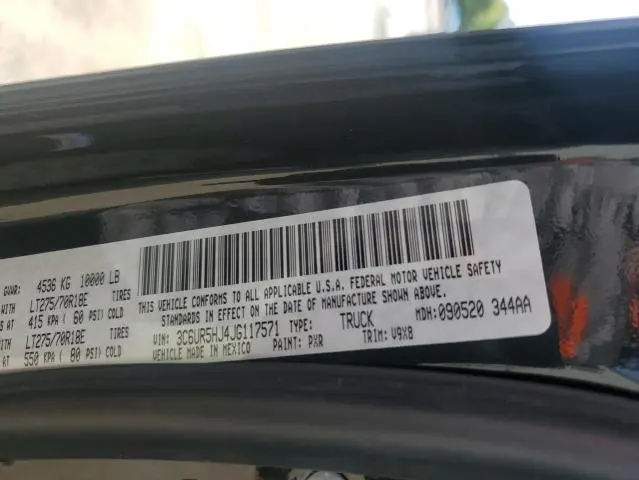 GVWR: 4536 KG 10000 LB
WITH LT275/70R18E TIRES
AS 415 KPA ( 60 PSI) COLD
WITH LT275/70R18E TIRES
AT 550 KPA ( 80 PSI) COLD
THIS VEHICLE CONFORMS TO ALL APPLICABLE U.S.A. FEDERAL MOTOR VEHICLE SAFETY
STANDARDS IN EFFECT ON THE DATE OF MANUFACTURE SHOWN ABOVE.
VIN: 3C6UR5HJ4JG117571 TYPE: TRUCK MDH: 090520 344AA
VEHICLE MADE IN MEXICO PAINT: PXR TRIM: V9X8